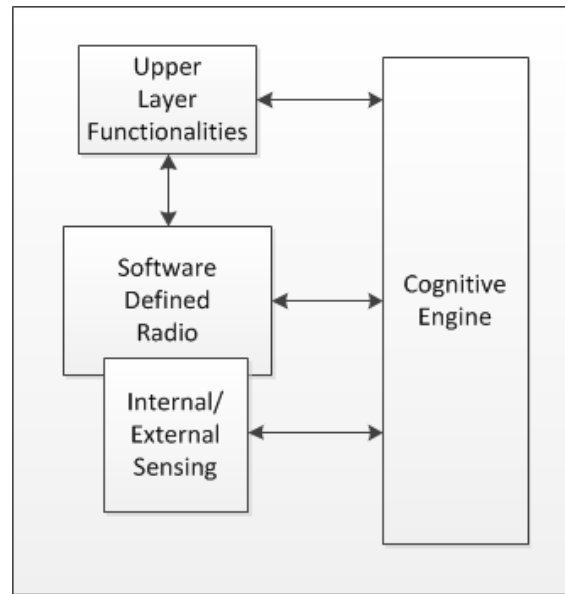 Upper
Layer
Functionalities
Software
Defined
Radio
Cognitive
Engine
Internal/
External
Sensing